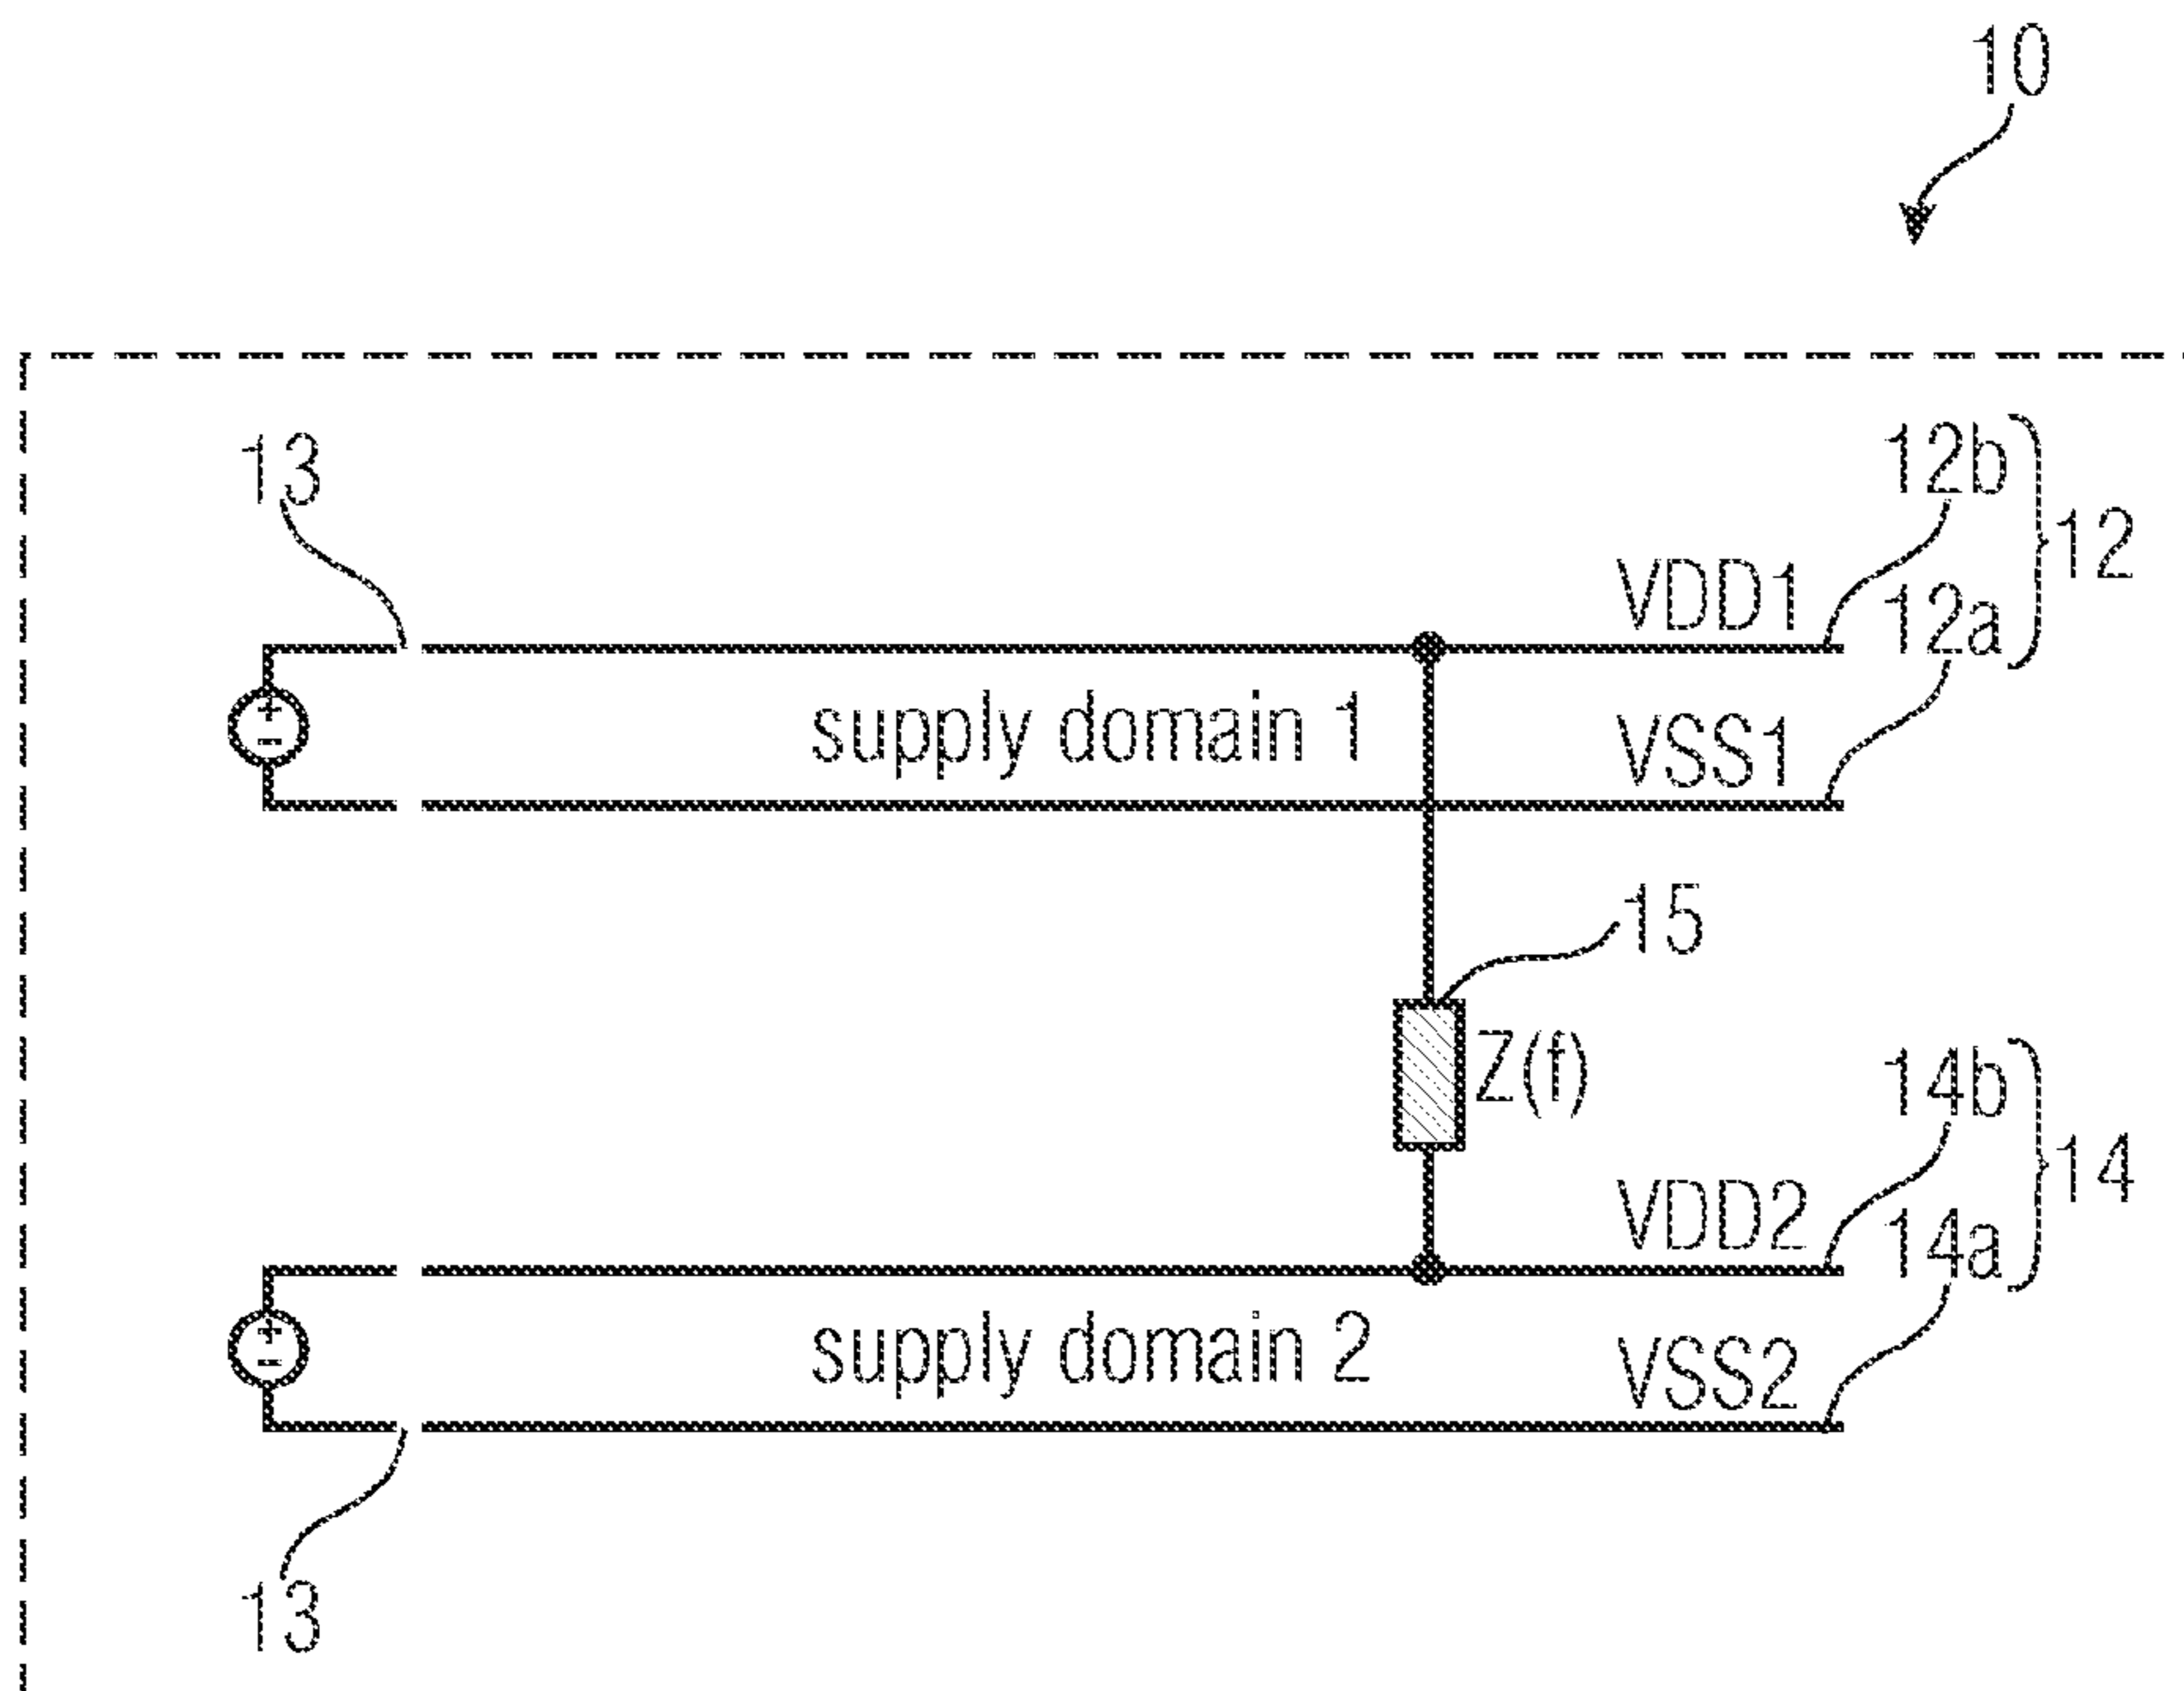 10
13
12b
12
VDD1
12a
supply domain 1
VSS1
15
Z(f)
14b
14
VDD2
14a
supply domain 2
VSS2
13